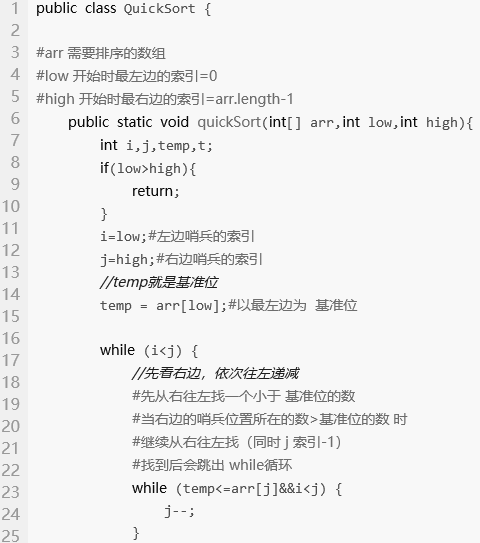 1 public class QuickSort {
2
3 #arr 需要排序的数组
4 #low 开始时最左边的索引=0
5 #high 开始时最右边的索引=arr.length-1
6 public static void quickSort(int[] arr,int low,int high){
7 int i,j,temp,t;
8 if(low>high){
9 return;
10 }
11 i=low;#左边哨兵的索引
12 j=high;#右边哨兵的索引
13 //temp就是基准位
14 temp = arr[low];#以最左边为 基准位
15
16 while (i<j) {
17 //先看右边，依次往左递减
18 #先从右往左找一个小于 基准位的数
19 #当右边的哨兵位置所在的数>基准位的数 时
20 #继续从右往左找（同时 j 索引-1）
21 #找到后会跳出 while循环
22 while (temp<=arr[j]&&i<j) {
23 j--;
24 }
25